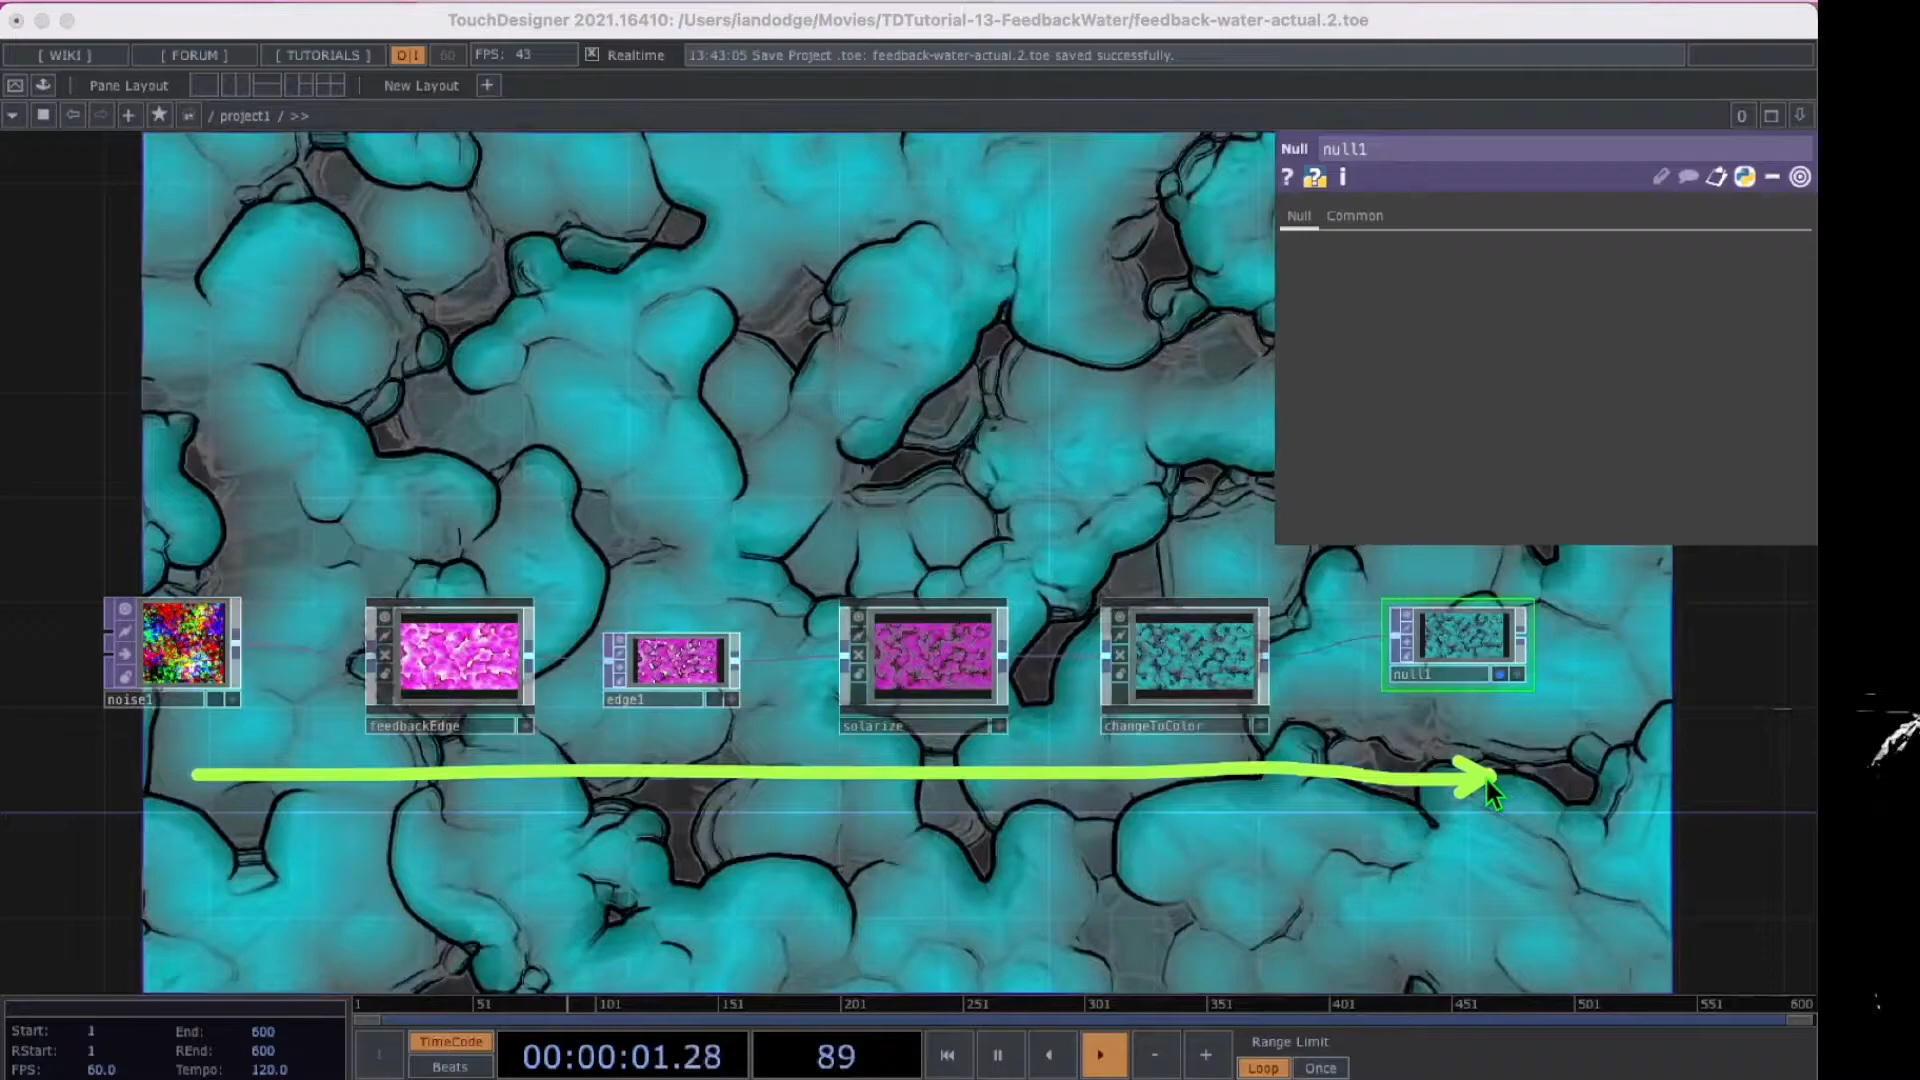 TouchDesigner 2021.16410: /Users/iandodge/Movies/TDTutorial-13-FeedbackWater/feedback-water-actual.2.toe
[ WIKI ] [ FORUM ] [ TUTORIALS ] O|I 60 FPS: 43 Realtime 13:43:05 Save Project .toe: feedback-water-actual.2.toe saved successfully.
Pane Layout New Layout +
/ project1 / >> 0
Null null1
? ? i
Null Common
noise1
feedbackEdge
edge1
solarize
changeToColor
null1
1 51 101 151 201 251 301 351 401 451 501 551 600
Start: 1 End: 600
RStart: 1 REnd: 600
FPS: 60.0 Tempo: 120.0
TimeCode
Beats
00:00:01.28 89
- +
Range Limit
Loop Once